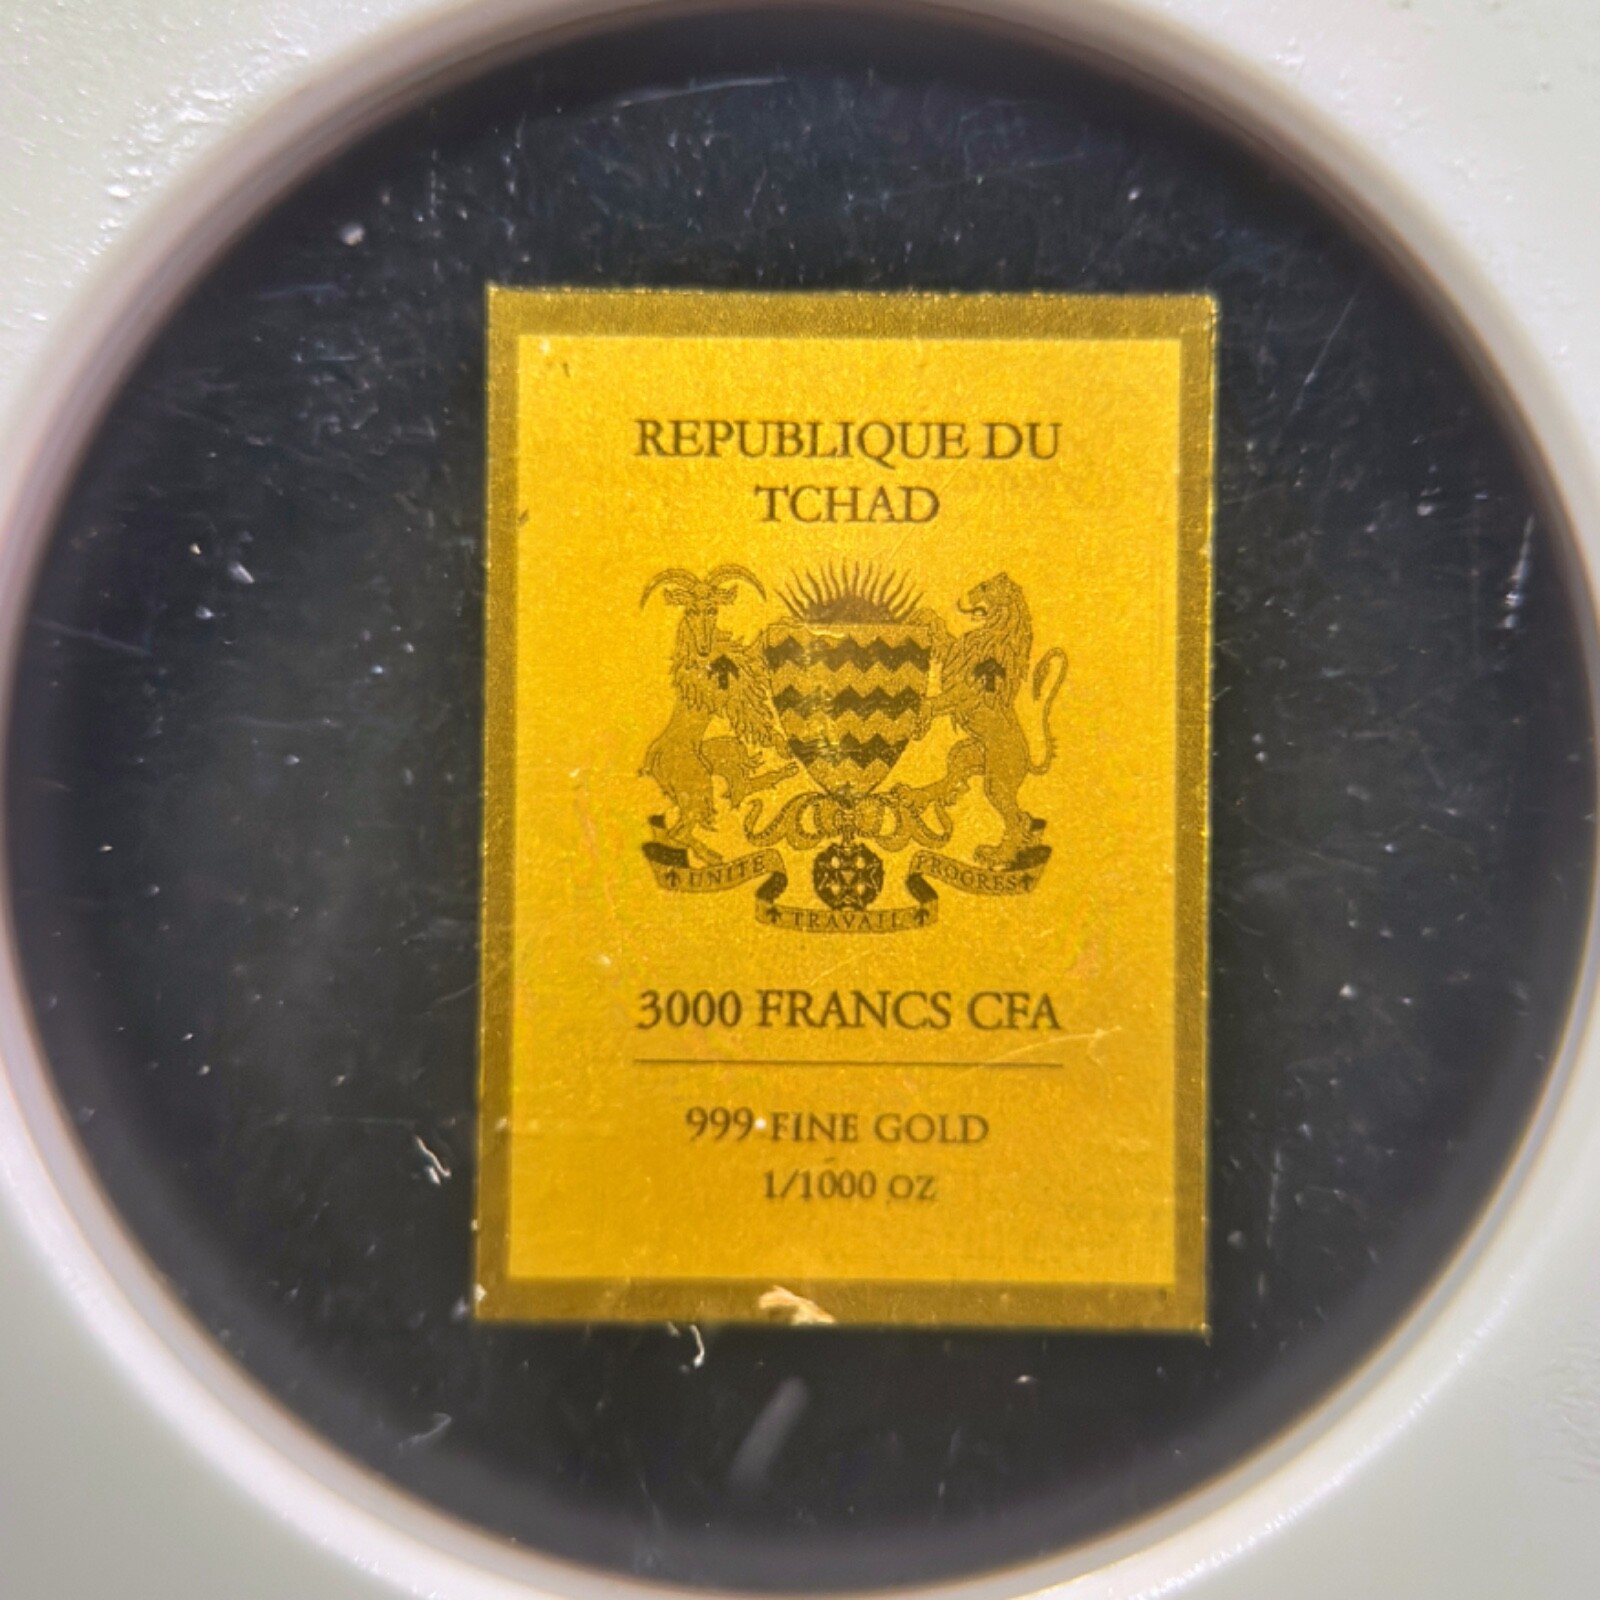 REPUBLIQUE DU
TCHAD
UNITE
PROGRES
TRAVAIL
3000 FRANCS CFA
999 FINE GOLD
1/1000 OZ